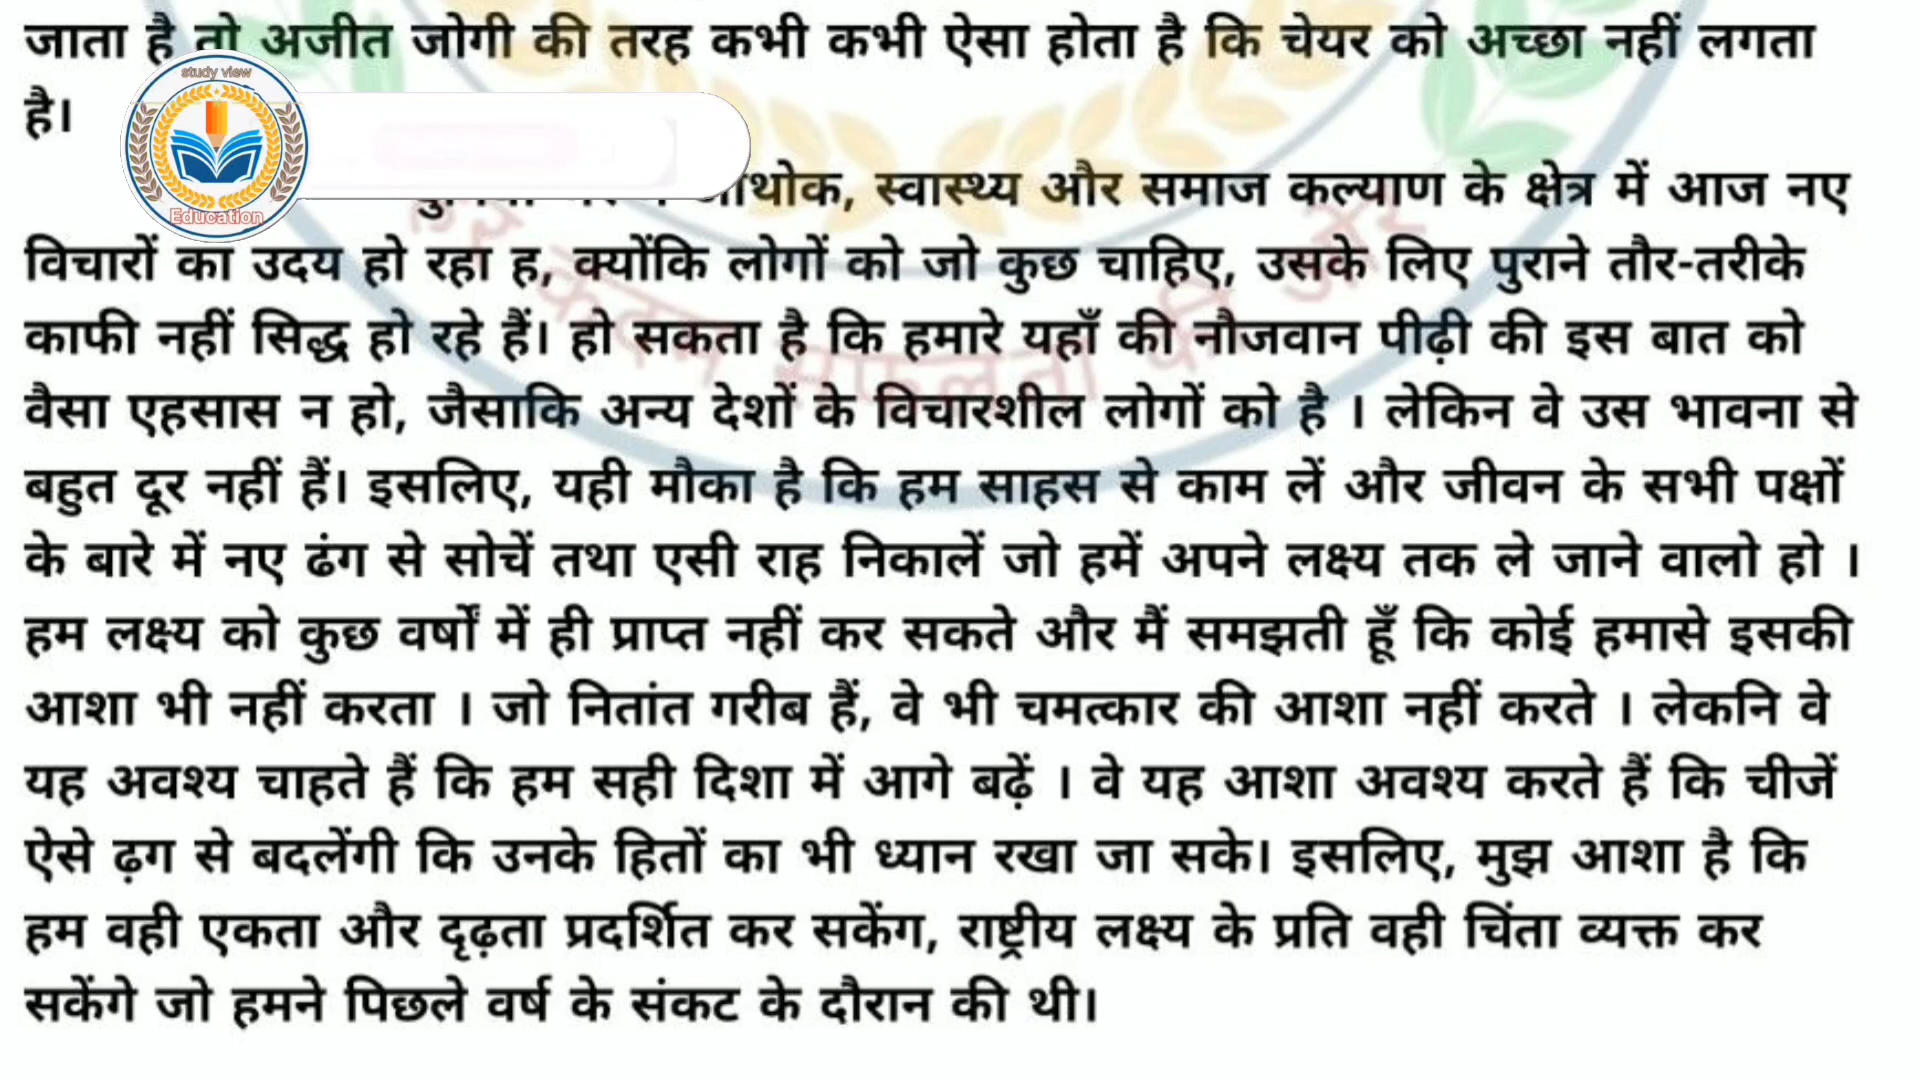 जाता है तो अजीत जोगी की तरह कभी कभी ऐसा होता है कि चेयर को अच्छा नहीं लगता
है।
study view
Education
स्वास्थ्य और समाज कल्याण के क्षेत्र में आज नए
विचारों का उदय हो रहा ह, क्योंकि लोगों को जो कुछ चाहिए, उसके लिए पुराने तौर-तरीके
काफी नहीं सिद्ध हो रहे हैं। हो सकता है कि हमारे यहाँ की नौजवान पीढ़ी की इस बात को
वैसा एहसास न हो, जैसाकि अन्य देशों के विचारशील लोगों को है । लेकिन वे उस भावना से
बहुत दूर नहीं हैं। इसलिए, यही मौका है कि हम साहस से काम लें और जीवन के सभी पक्षों
के बारे में नए ढंग से सोचें तथा एसी राह निकालें जो हमें अपने लक्ष्य तक ले जाने वालो हो ।
हम लक्ष्य को कुछ वर्षों में ही प्राप्त नहीं कर सकते और मैं समझती हूँ कि कोई हमासे इसकी
आशा भी नहीं करता । जो नितांत गरीब हैं, वे भी चमत्कार की आशा नहीं करते । लेकनि वे
यह अवश्य चाहते हैं कि हम सही दिशा में आगे बढ़ें । वे यह आशा अवश्य करते हैं कि चीजें
ऐसे ढ़ग से बदलेंगी कि उनके हितों का भी ध्यान रखा जा सके। इसलिए, मुझ आशा है कि
हम वही एकता और दृढ़ता प्रदर्शित कर सकेंग, राष्ट्रीय लक्ष्य के प्रति वही चिंता व्यक्त कर
सकेंगे जो हमने पिछले वर्ष के संकट के दौरान की थी।
हर कदम सफलता की ओर